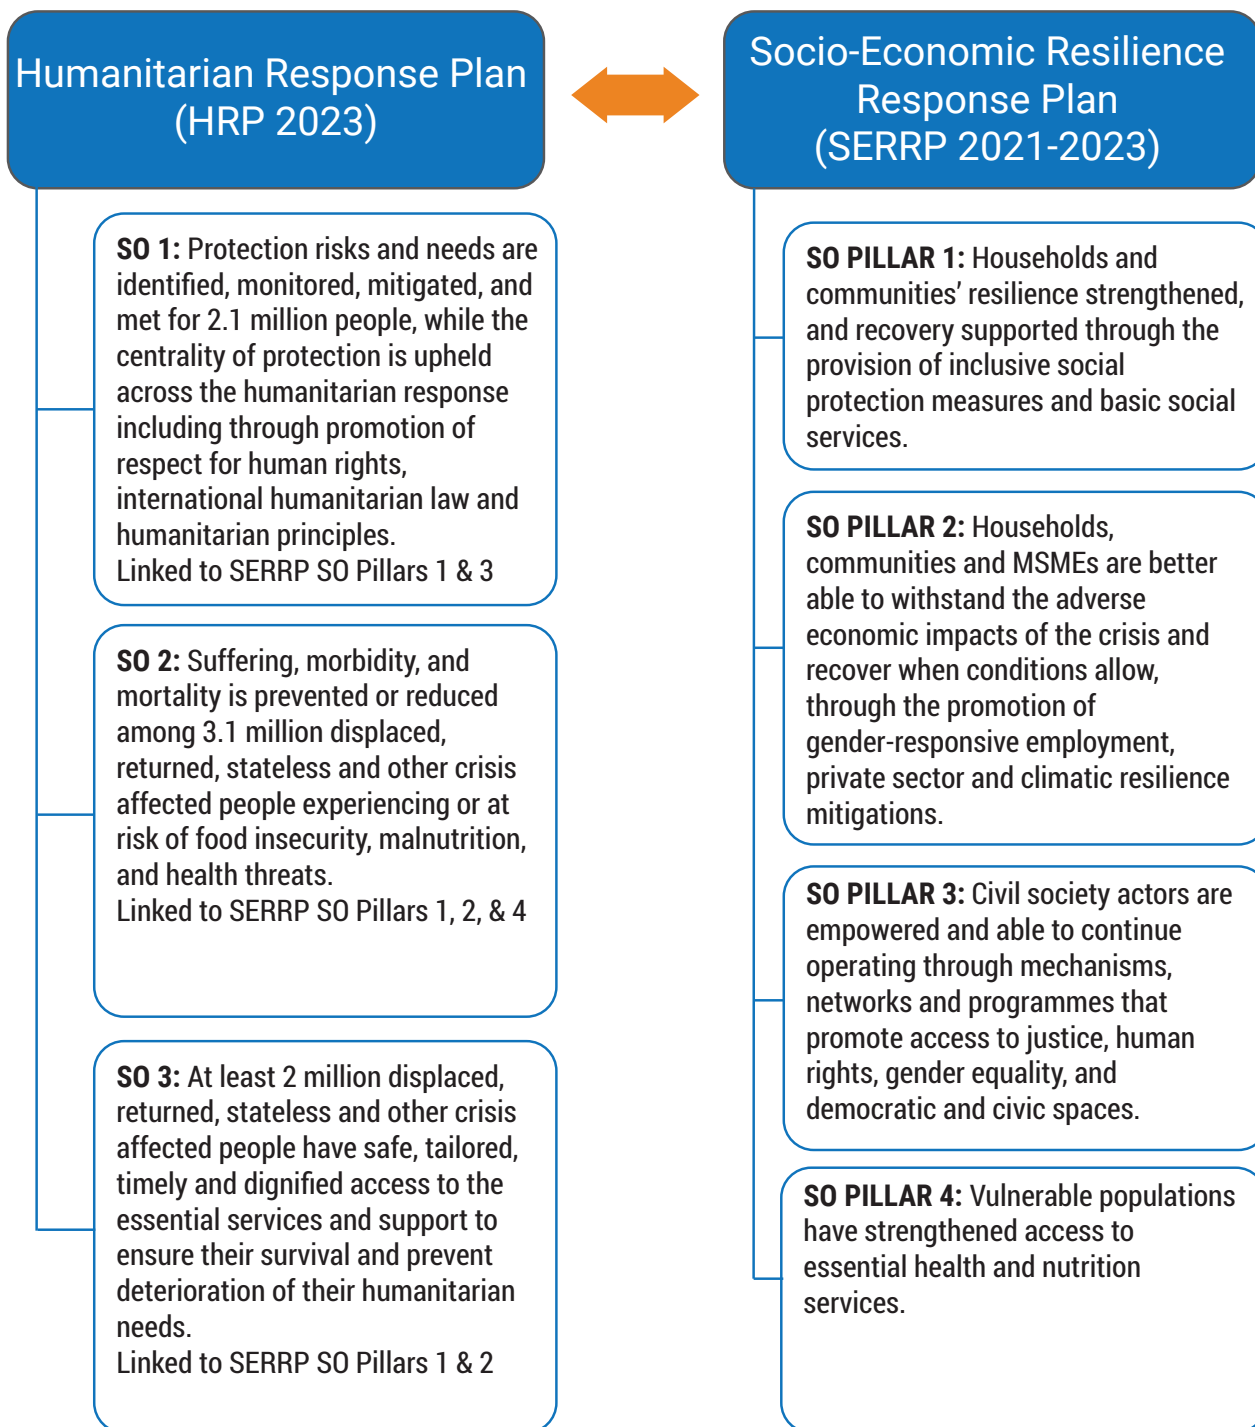 Humanitarian Response Plan
(HRP 2023)
SO 1: Protection risks and needs are
identified, monitored, mitigated, and
met for 2.1 million people, while the
centrality of protection is upheld
across the humanitarian response
including through promotion of
respect for human rights,
international humanitarian law and
humanitarian principles.
Linked to SERRP SO Pillars 1 & 3
SO 2: Suffering, morbidity, and
mortality is prevented or reduced
among 3.1 million displaced,
returned, stateless and other crisis
affected people experiencing or at
risk of food insecurity, malnutrition,
and health threats.
Linked to SERRP SO Pillars 1, 2, & 4
SO 3: At least 2 million displaced,
returned, stateless and other crisis
affected people have safe, tailored,
timely and dignified access to the
essential services and support to
ensure their survival and prevent
deterioration of their humanitarian
needs.
Linked to SERRP SO Pillars 1 & 2
Socio-Economic Resilience
Response Plan
(SERRP 2021-2023)
SO PILLAR 1: Households and
communities’ resilience strengthened,
and recovery supported through the
provision of inclusive social
protection measures and basic social
services.
SO PILLAR 2: Households,
communities and MSMEs are better
able to withstand the adverse
economic impacts of the crisis and
recover when conditions allow,
through the promotion of
gender-responsive employment,
private sector and climatic resilience
mitigations.
SO PILLAR 3: Civil society actors are
empowered and able to continue
operating through mechanisms,
networks and programmes that
promote access to justice, human
rights, gender equality, and
democratic and civic spaces.
SO PILLAR 4: Vulnerable populations
have strengthened access to
essential health and nutrition
services.